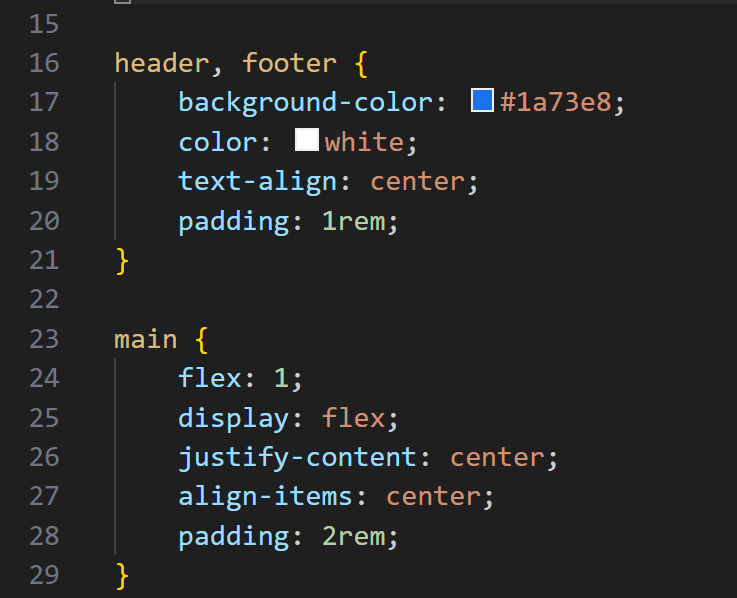 15
16 header, footer {
17     background-color: #1a73e8;
18     color: white;
19     text-align: center;
20     padding: 1rem;
21 }
22
23 main {
24     flex: 1;
25     display: flex;
26     justify-content: center;
27     align-items: center;
28     padding: 2rem;
29 }